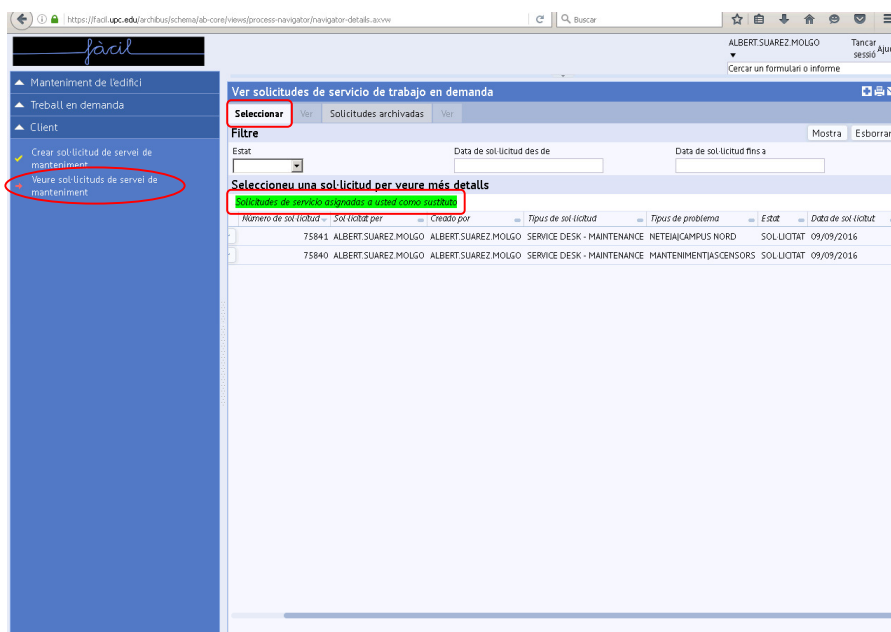 https://facil.upc.edu/archibus/schema/ab-core/views/process-navigator/navigator-details.axvw
Buscar
fàcil
ALBERT.SUAREZ.MOLGO
Tancar sessió
Aju
Cercar un formulari o informe
Manteniment de l'edifici
Treball en demanda
Client
Crear sol·licitud de servei de
manteniment
Veure sol·lícituds de servei de
manteniment
Ver solicitudes de servicio de trabajo en demanda
Seleccionar Ver Solicitudes archivadas Ver
Filtre
Mostra Esborrar
Estat Data de sol·licitud des de Data de sol·licitud fins a
Seleccioneu una sol·licitud per veure més detalls
Solicitudes de servicio asignadas a usted como sustituto
Número de sol·licitud Sol·licitat per Creado por Tipus de sol·licitud Tipus de problema Estat Data de sol·licitut
75841 ALBERT.SUAREZ.MOLGO ALBERT.SUAREZ.MOLGO SERVICE DESK - MAINTENANCE NETEJA|CAMPUS NORD SOL·LICITAT 09/09/2016
75840 ALBERT.SUAREZ.MOLGO ALBERT.SUAREZ.MOLGO SERVICE DESK - MAINTENANCE MANTENIMENT|ASCENSORS SOL·LICITAT 09/09/2016